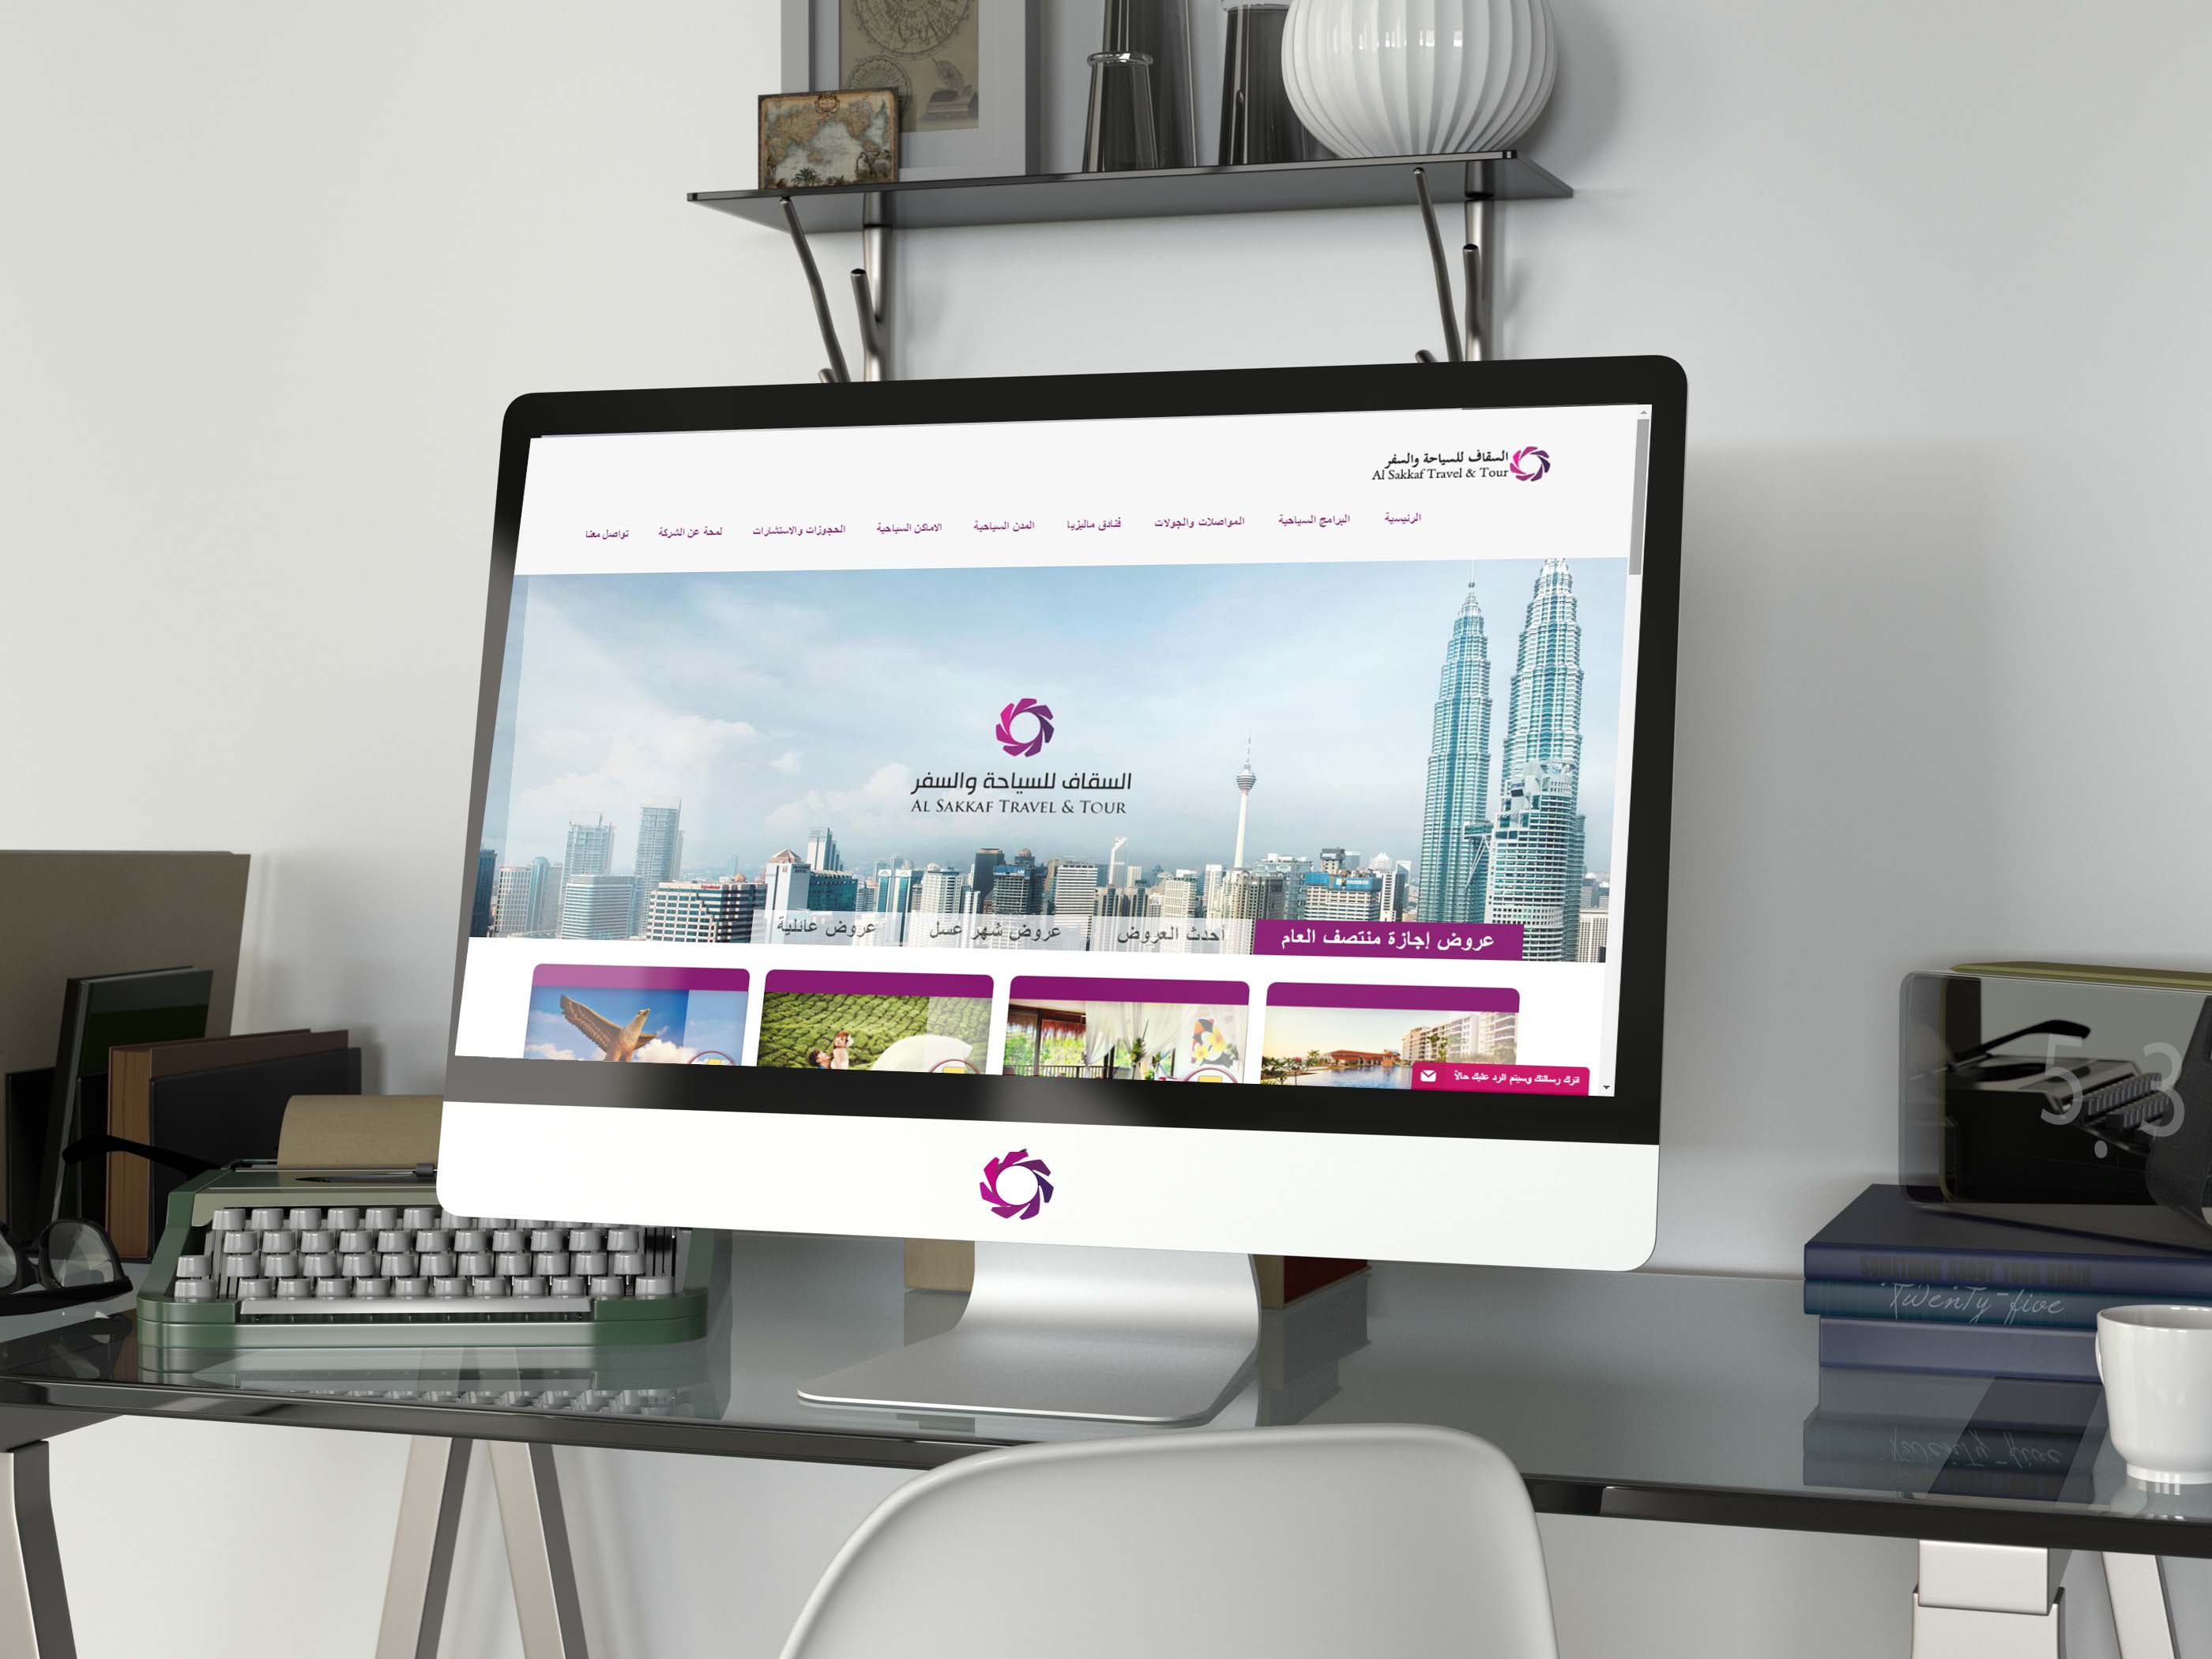 السقاف للسياحة والسفر
Al Sakkaf Travel & Tour
الرئيسية البرامج السياحية المواصلات والجولات فنادق ماليزيا المدن السياحية الاماكن السياحية الحجوزات والاستشارات لمحة عن الشركة تواصل معنا
السقاف للسياحة والسفر
AL SAKKAF TRAVEL & TOUR
عروض إجازة منتصف العام أحدث العروض عروض شهر عسل عروض عائلية
اترك رسالتك وسيتم الرد عليك حالاً
5 3
Twenty-five